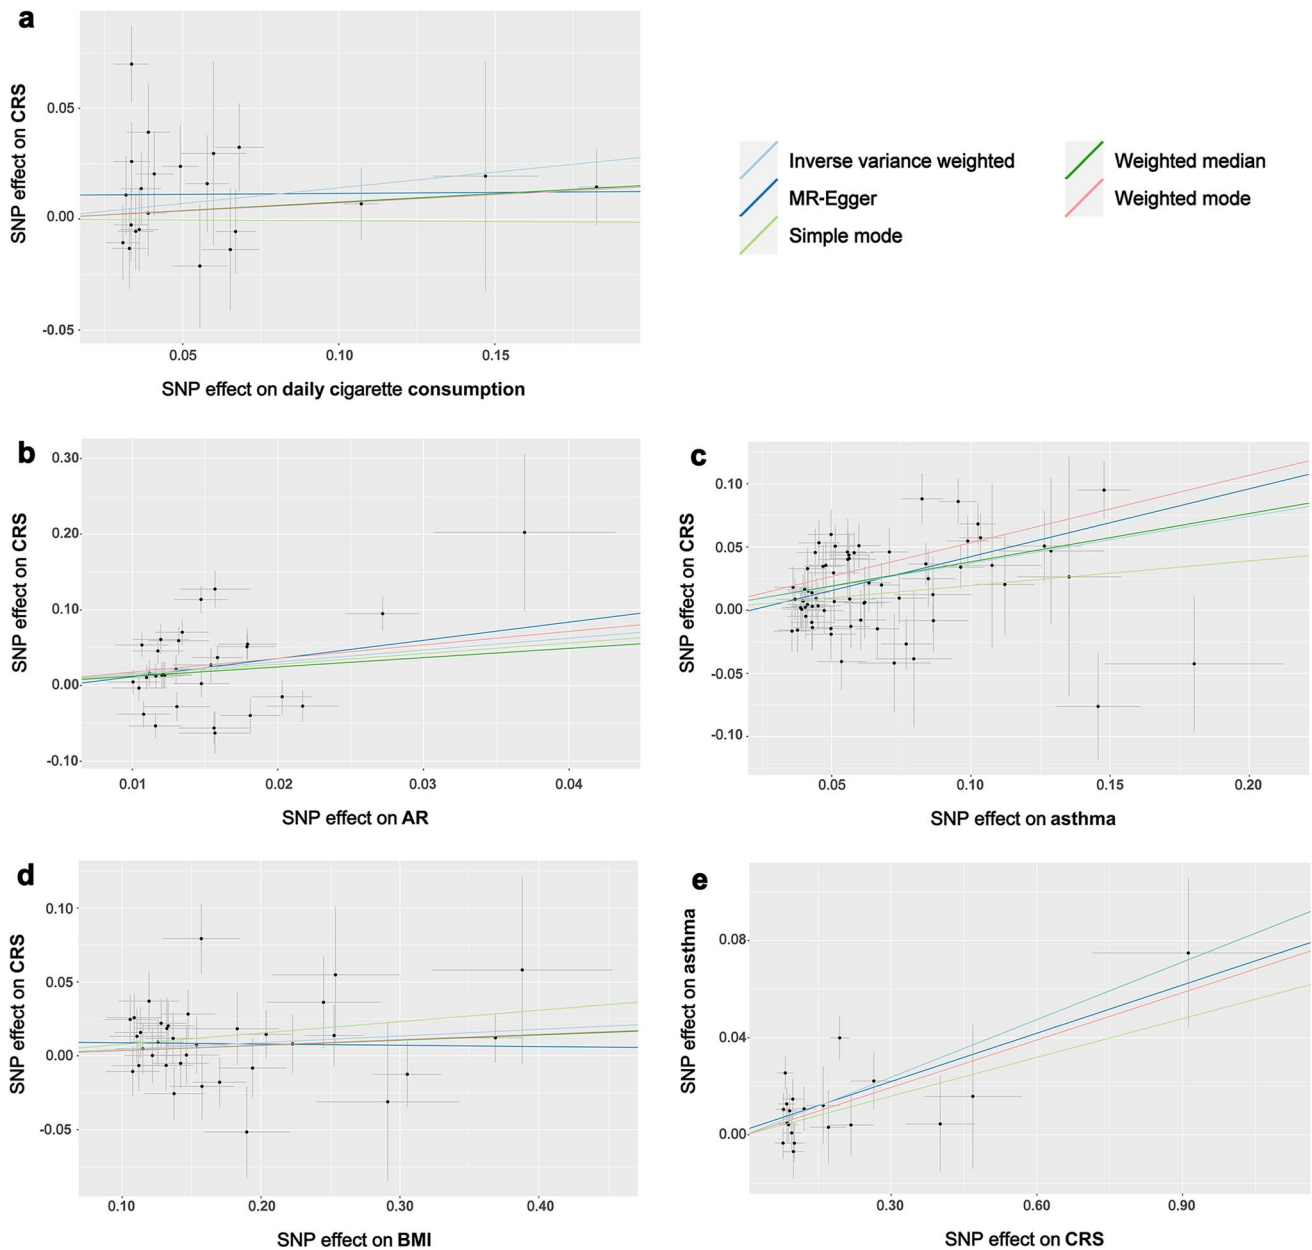 a
SNP effect on CRS
0.05
0.00
-0.05
0.05 0.10 0.15
SNP effect on daily cigarette consumption
Inverse variance weighted
MR-Egger
Simple mode
Weighted median
Weighted mode
b
SNP effect on CRS
0.30
0.20
0.10
0.00
-0.10
0.01 0.02 0.03 0.04
SNP effect on AR
c
SNP effect on CRS
0.10
0.05
0.00
-0.05
-0.10
0.05 0.10 0.15 0.20
SNP effect on asthma
d
SNP effect on CRS
0.10
0.05
0.00
-0.05
0.10 0.20 0.30 0.40
SNP effect on BMI
e
SNP effect on asthma
0.08
0.04
0.00
0.30 0.60 0.90
SNP effect on CRS